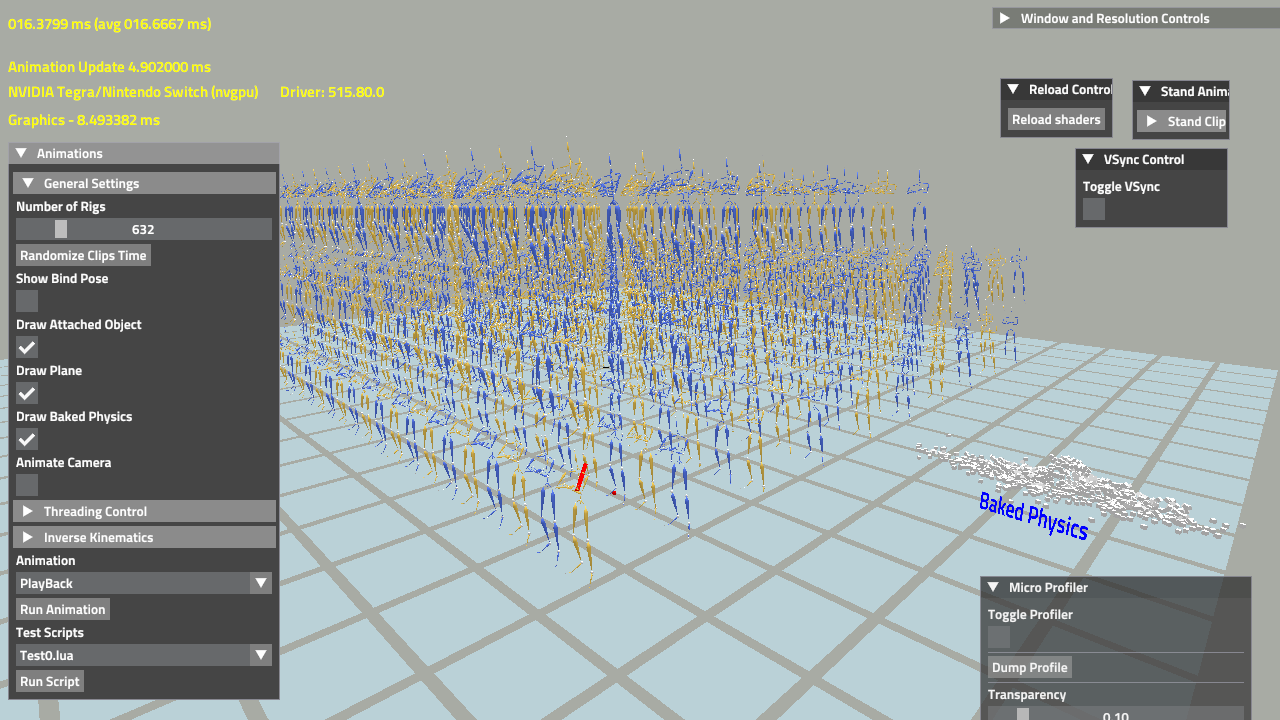 016.3799 ms (avg 016.6667 ms)
Window and Resolution Controls
Animation Update 4.902000 ms
NVIDIA Tegra/Nintendo Switch (nvgpu) Driver: 515.80.0
Graphics - 8.493382 ms
Reload Control
Reload shaders
Stand Anima
Stand Clip
VSync Control
Toggle VSync
Animations
General Settings
Number of Rigs
632
Randomize Clips Time
Show Bind Pose
Draw Attached Object
Draw Plane
Draw Baked Physics
Animate Camera
Threading Control
Inverse Kinematics
Animation
PlayBack
Run Animation
Test Scripts
Test0.lua
Run Script
Baked Physics
Micro Profiler
Toggle Profiler
Dump Profile
Transparency
0.10